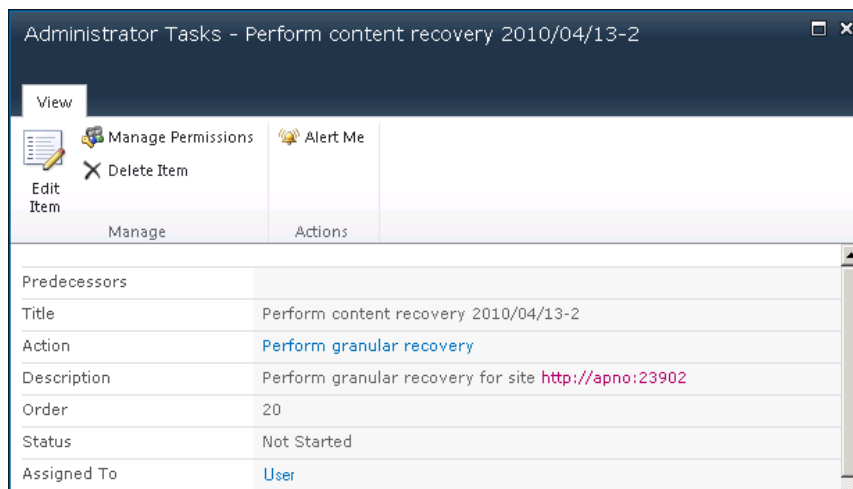 Administrator Tasks - Perform content recovery 2010/04/13-2
View
Edit
Item
Manage Permissions
Delete Item
Manage
Alert Me
Actions
Predecessors
Title Perform content recovery 2010/04/13-2
Action Perform granular recovery
Description Perform granular recovery for site http://apno:23902
Order 20
Status Not Started
Assigned To User